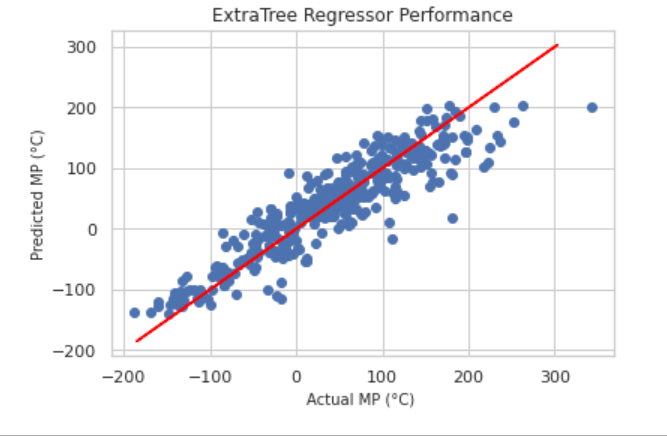 ExtraTree Regressor Performance
300
200
100
0
−100
−200
Predicted MP (°C)
−200 −100 0 100 200 300
Actual MP (°C)